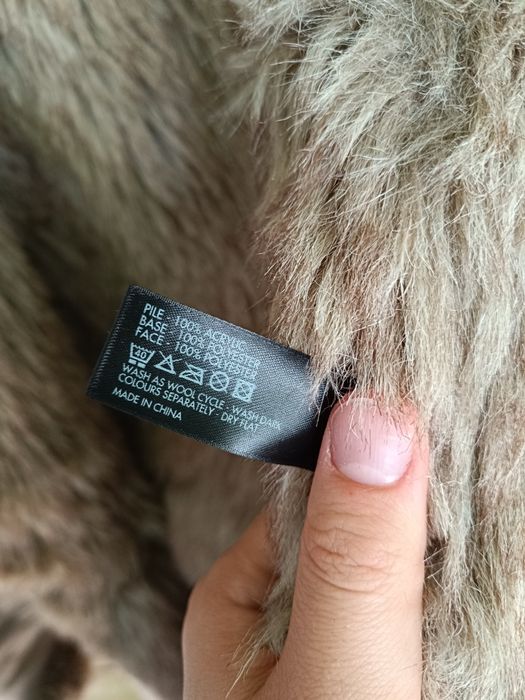 PILE: 100% ACRYLIC
BASE: 100% POLYESTER
FACE: 100% POLYESTER
40
WASH AS WOOL CYCLE - WASH DARK
COLOURS SEPARATELY - DRY FLAT
MADE IN CHINA